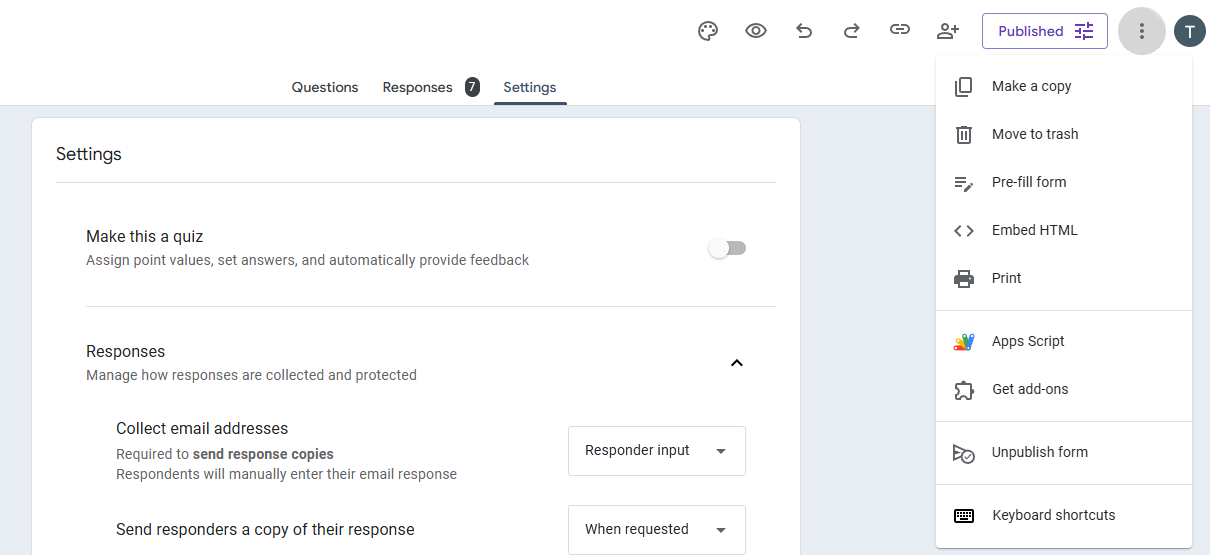 Published
T
Questions
Responses 7
Settings
Settings
Make this a quiz
Assign point values, set answers, and automatically provide feedback
Responses
Manage how responses are collected and protected
Collect email addresses
Required to send response copies
Respondents will manually enter their email response
Responder input
Send responders a copy of their response
When requested
Make a copy
Move to trash
Pre-fill form
Embed HTML
Print
Apps Script
Get add-ons
Unpublish form
Keyboard shortcuts